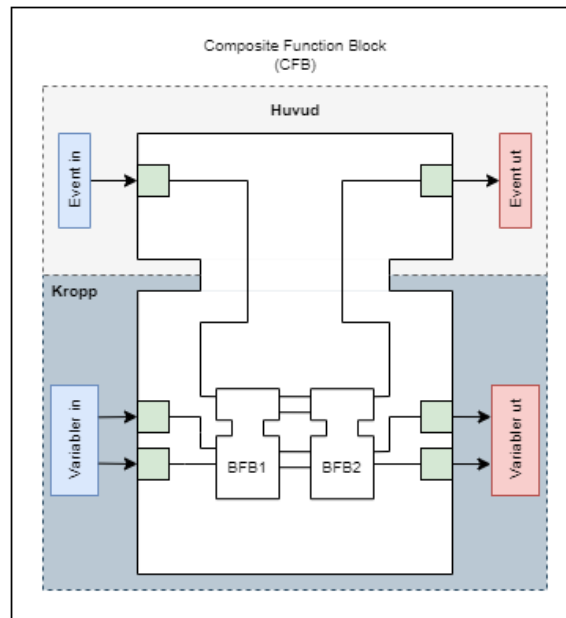 Composite Function Block
(CFB)
Huvud
Event in
Event ut
Kropp
Variabler in
Variabler ut
BFB1
BFB2